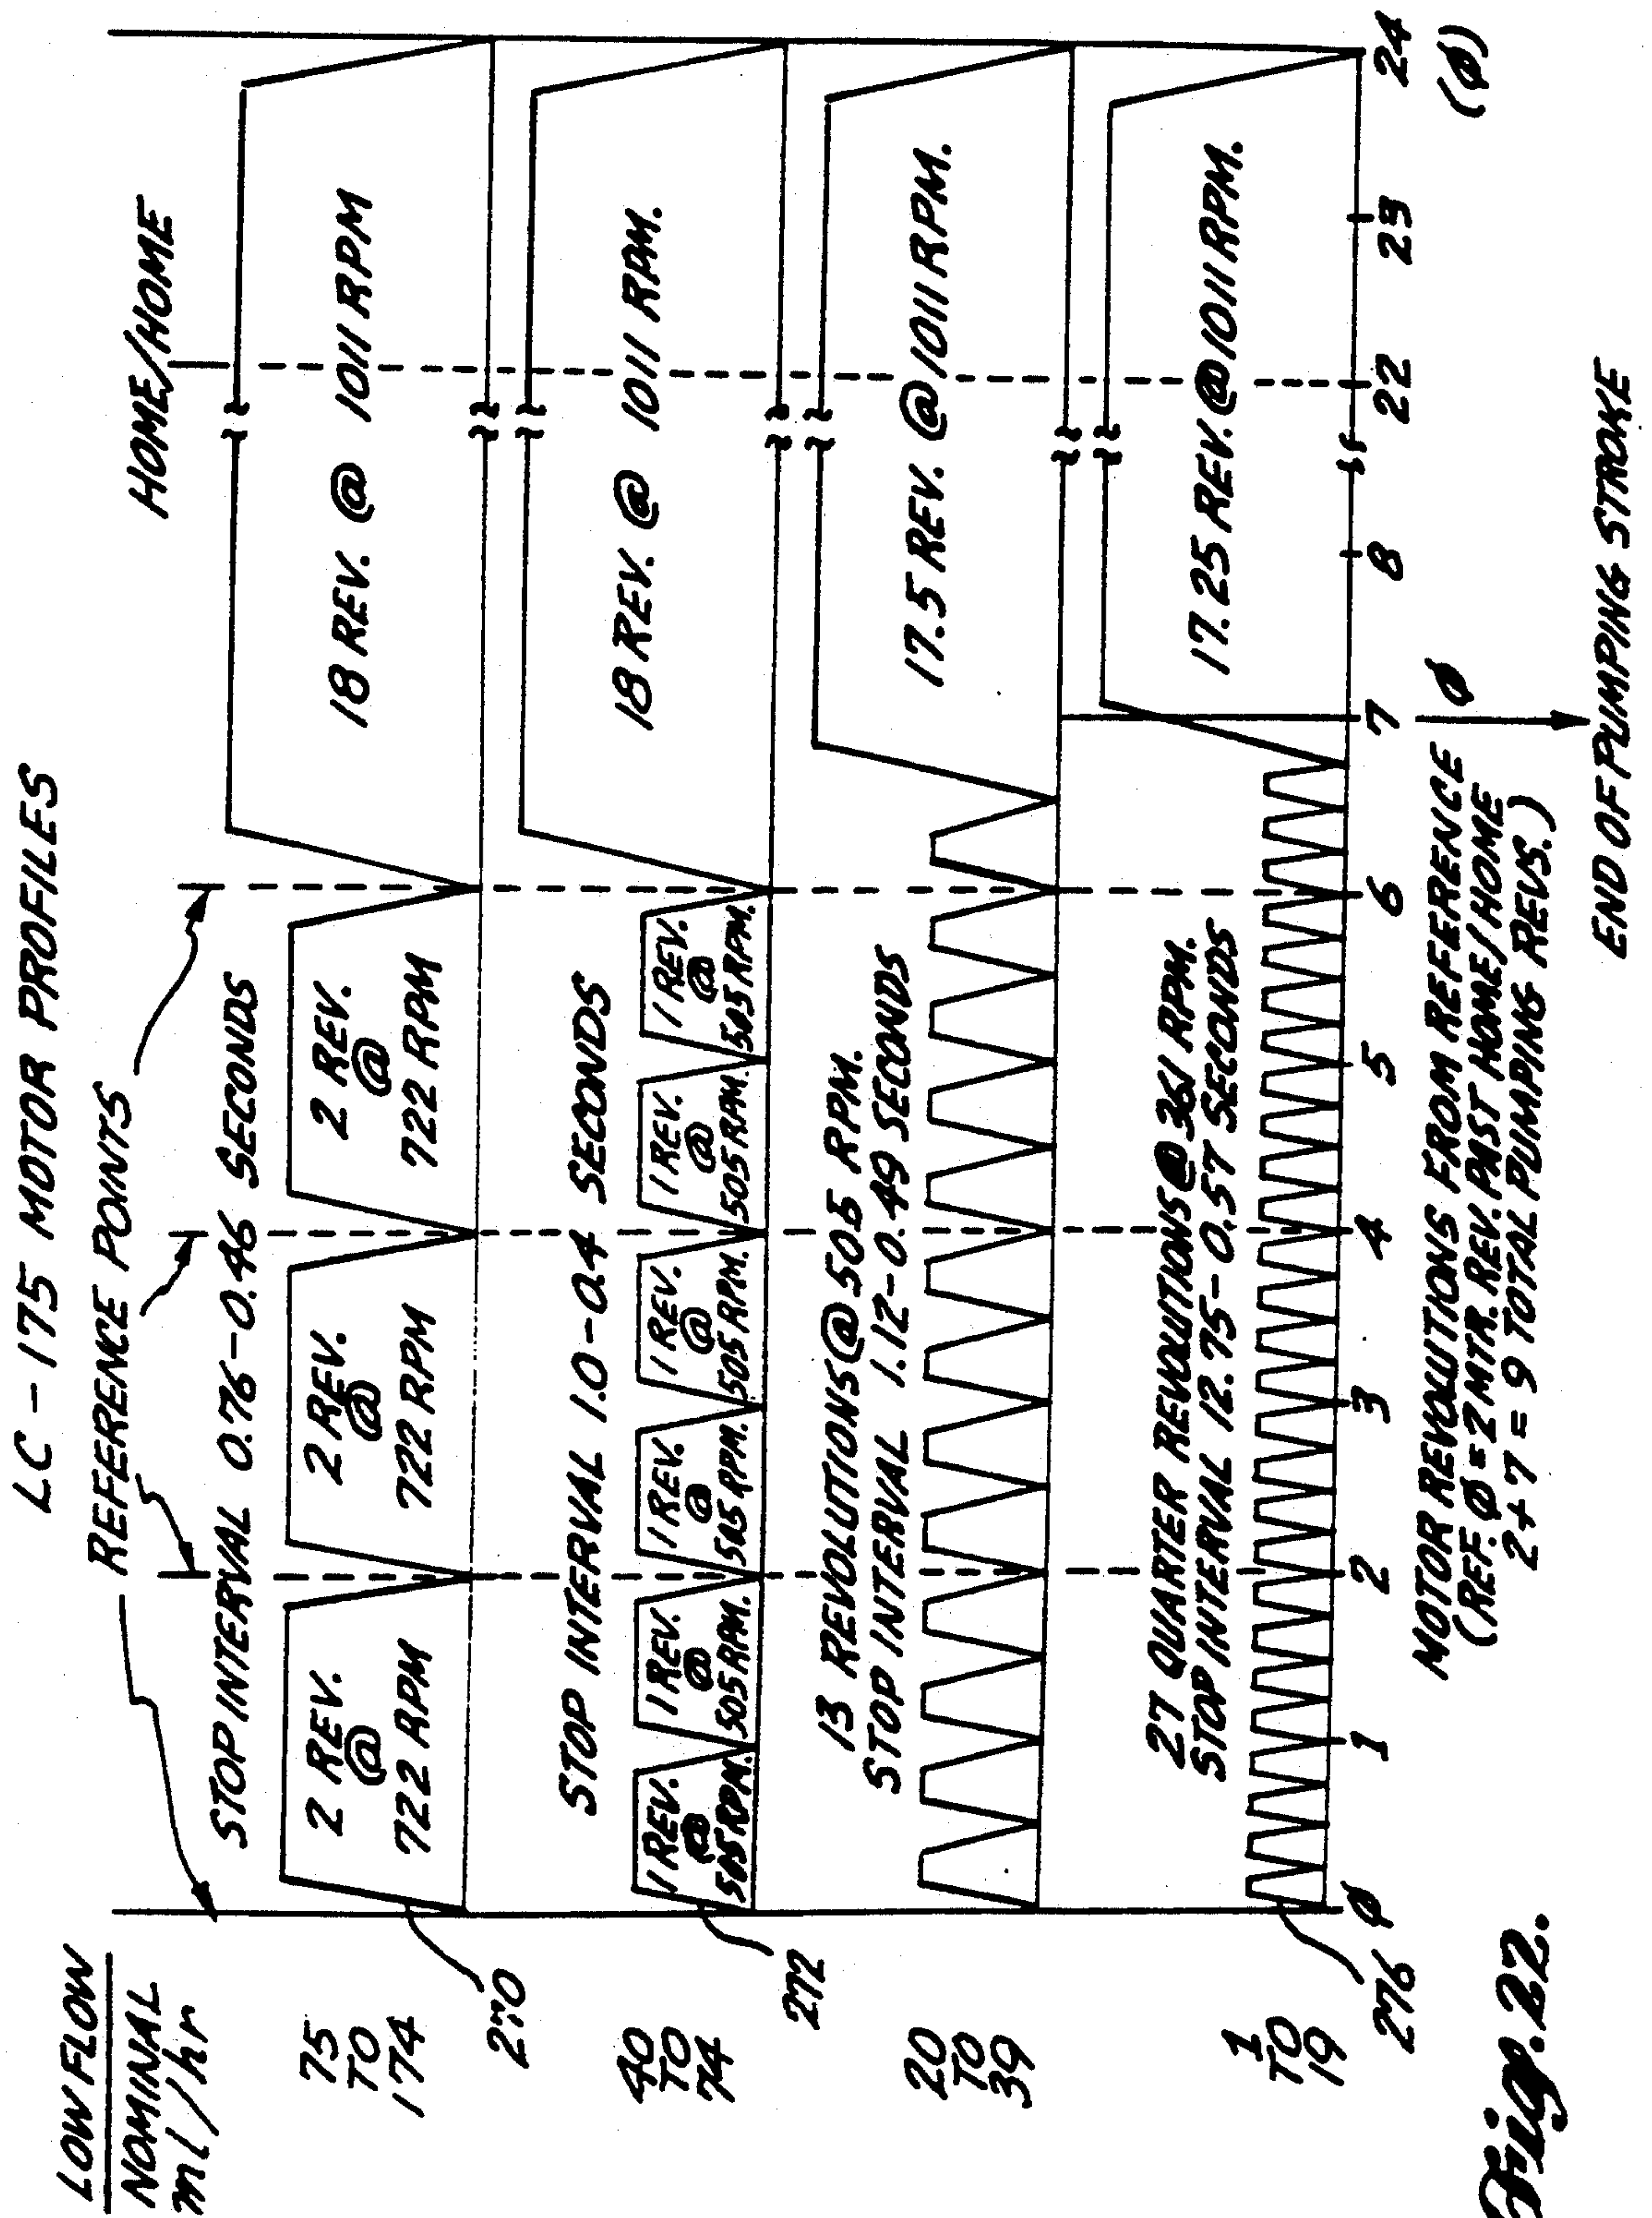 LC-175 MOTOR PROFILES
LOW FLOW
NOMINAL
ml/hr
REFERENCE POINTS
HOME/HOME
75
TO
174
STOP INTERVAL 0.76-0.46 SECONDS
2 REV.
@
722 RPM
2 REV.
@
722 RPM
2 REV.
@
722 RPM
18 REV. @ 1011 RPM
270
40
TO
74
STOP INTERVAL 1.0-0.4 SECONDS
1 REV.
@
505 RPM.
1 REV.
@
505 RPM.
1 REV.
@
505 RPM.
1 REV.
@
505 RPM.
1 REV.
@
505 RPM.
1 REV.
@
505 RPM.
18 REV. @ 1011 RPM.
272
20
TO
39
13 REVOLUTIONS @ 505 RPM.
STOP INTERVAL 1.12-0.49 SECONDS
17.5 REV. @ 1011 RPM.
1
TO
19
27 QUARTER REVOLUTIONS @ 361 RPM.
STOP INTERVAL 12.75-0.57 SECONDS
17.25 REV. @ 1011 RPM.
276
Ø 1 2 3 4 5 6 7 8 22 23 24
Ø
(Ø)
MOTOR REVOLUTIONS FROM REFERENCE
(REF. Ø = 2 MTR. REV. PAST HOME/HOME
2+7 = 9 TOTAL PUMPING REVS.)
END OF PUMPING STROKE
Fig. 22.